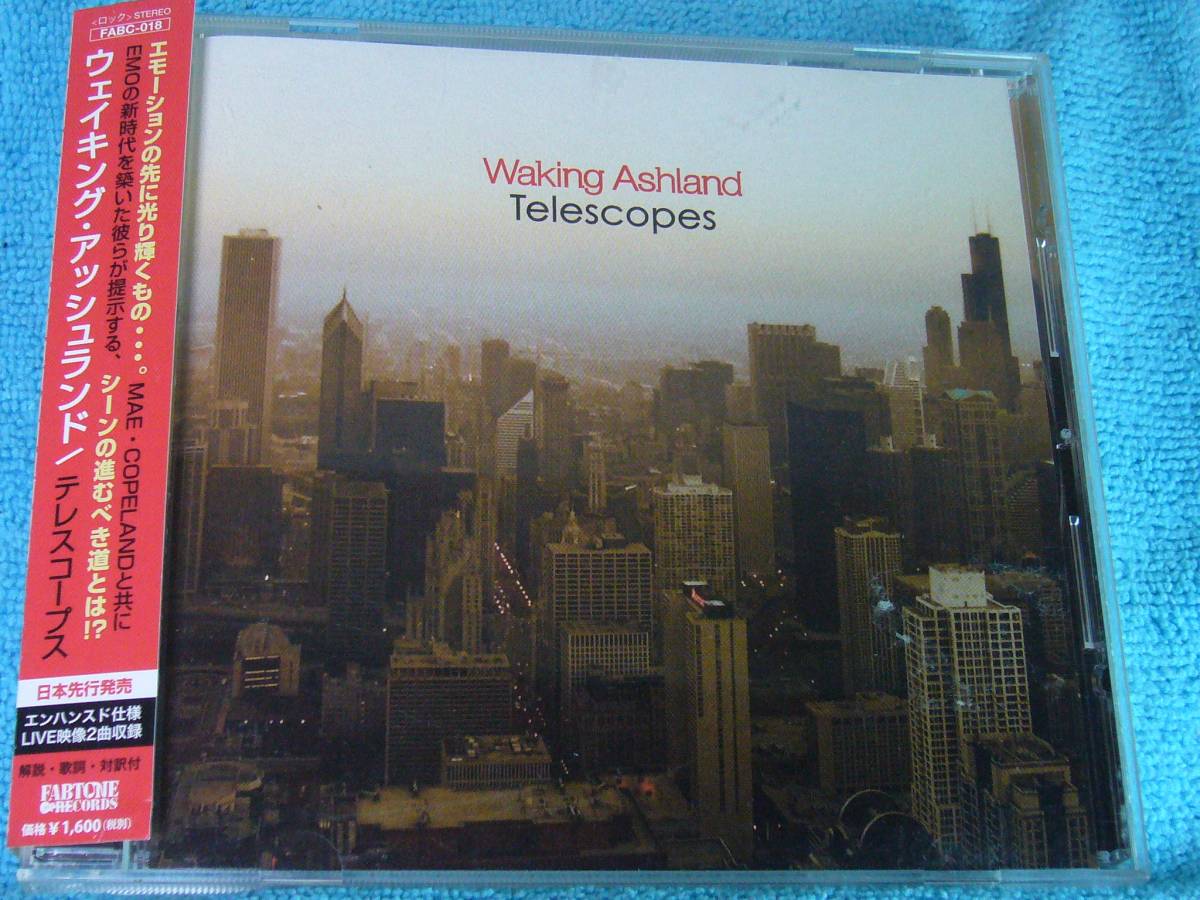 <ロック> STEREO
FABC-018
エモーションの先に光り輝くもの・・・。
MAE・COPELANDと共に
EMOの新時代を築いた彼らが提示する、
シーンの進むべき道とは!?
ウェイキング・アッシュランド/テレスコープス
日本先行発売
エンハンスド仕様
LIVE映像2曲収録
解説・歌詞・対訳付
FABTONE
RECORDS
価格¥1,600(税別)
Waking Ashland
Telescopes